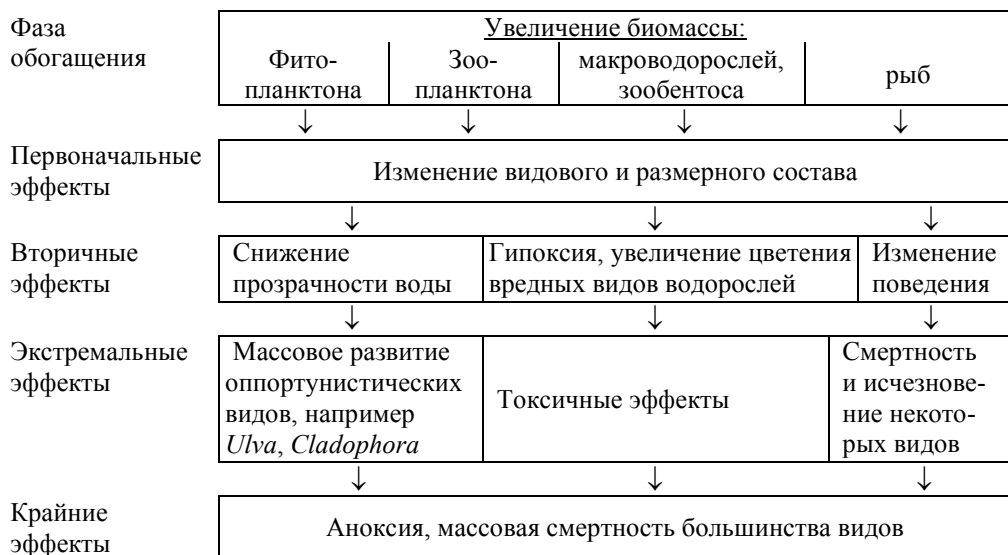 Фаза
обогащения
Увеличение биомассы:
Фито-
планктона
Зоо-
планктона
макроводорослей,
зообентоса
рыб
Первоначальные
эффекты
Изменение видового и размерного состава
Вторичные
эффекты
Снижение
прозрачности воды
Гипоксия, увеличение цветения
вредных видов водорослей
Изменение
поведения
Экстремальные
эффекты
Массовое развитие
оппортунистических
видов, например
Ulva, Cladophora
Токсичные эффекты
Смертность
и исчезнове-
ение некото-
рых видов
Крайние
эффекты
Аноксия, массовая смертность большинства видов